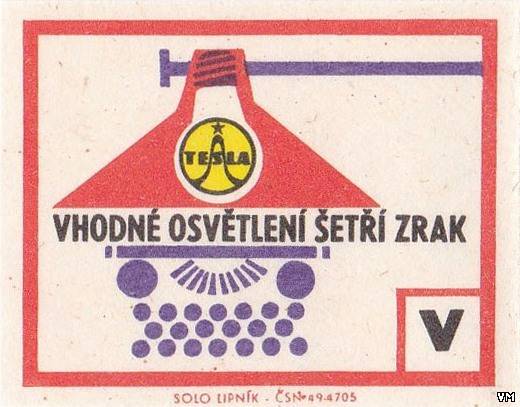 TESLA
VHODNÉ OSVĚTLENÍ ŠETŘÍ ZRAK
V
SOLO LIPNÍK - ČSN 49-4705
VM